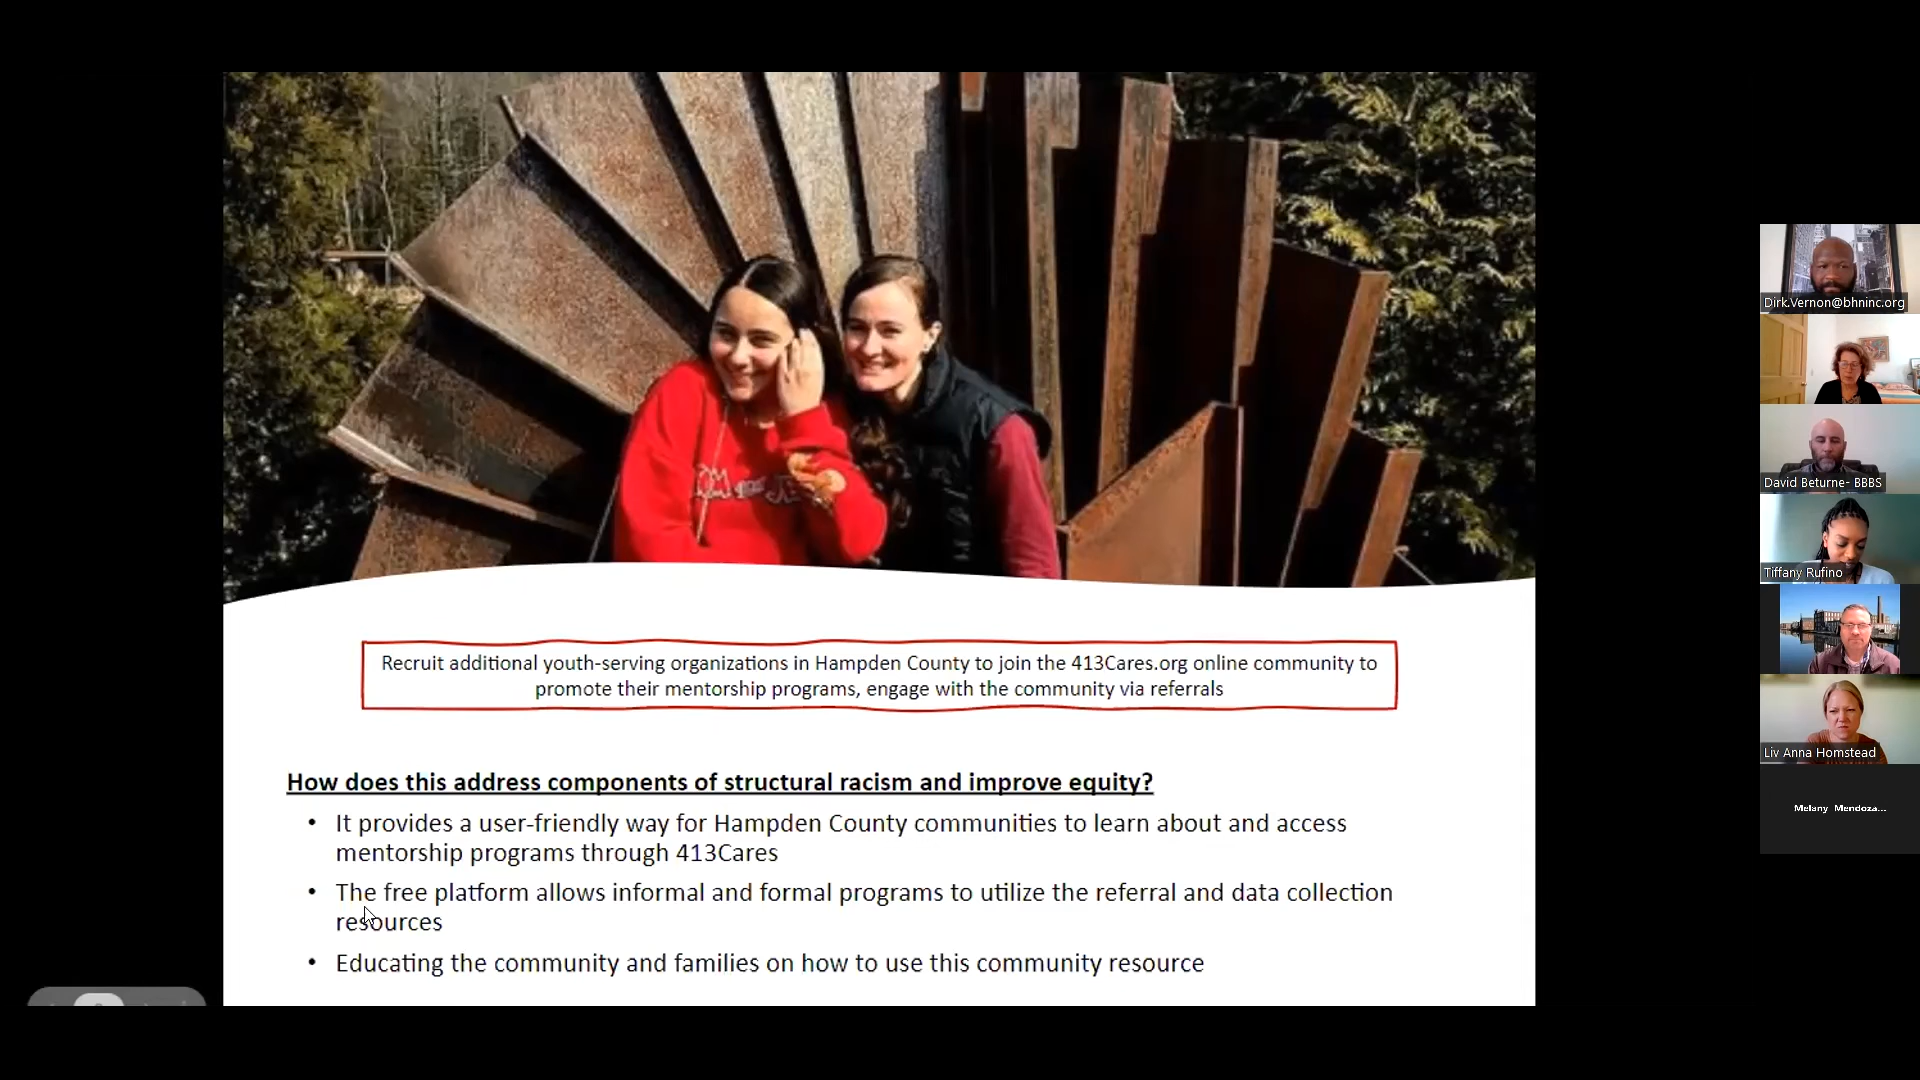 Recruit additional youth-serving organizations in Hampden County to join the 413Cares.org online community to
promote their mentorship programs, engage with the community via referrals
How does this address components of structural racism and improve equity?
• It provides a user-friendly way for Hampden County communities to learn about and access
mentorship programs through 413Cares
• The free platform allows informal and formal programs to utilize the referral and data collection
resources
• Educating the community and families on how to use this community resource
Dirk.Vernon@bhninc.org
David Beturne- BBBS
Tiffany Rufino
Liv Anna Homstead
Melany Mendoza...